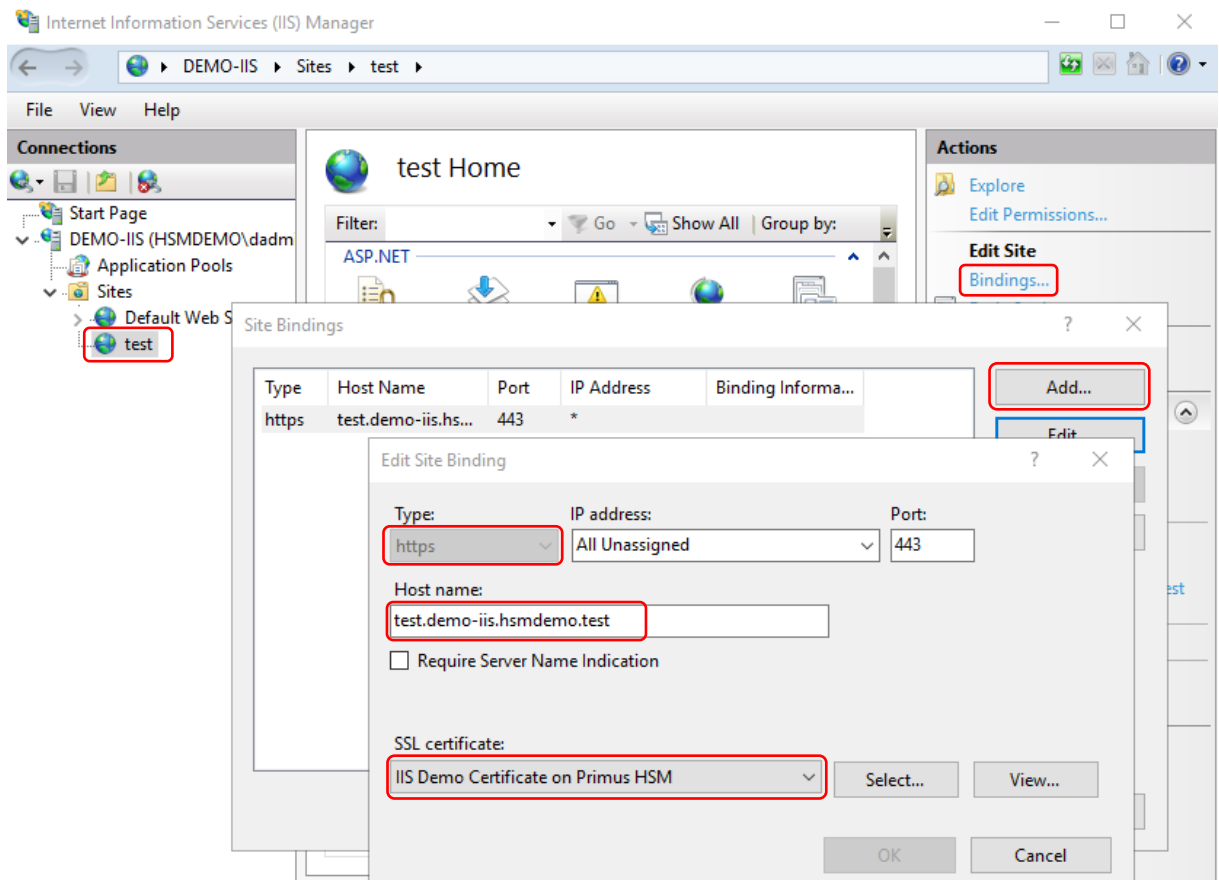 Internet Information Services (IIS) Manager
DEMO-IIS Sites test
File View Help
Connections
Start Page
DEMO-IIS (HSMDEMO\dadmi
Application Pools
Sites
Default Web S
test
test Home
Filter: Go Show All Group by:
ASP.NET
Actions
Explore
Edit Permissions...
Edit Site
Bindings...
Site Bindings ?
Type Host Name Port IP Address Binding Informa...
https test.demo-iis.hs... 443 *
Add...
Edit
Edit Site Binding ?
Type: IP address: Port:
https All Unassigned 443
Host name:
test.demo-iis.hsmdemo.test
Require Server Name Indication
SSL certificate:
IIS Demo Certificate on Primus HSM Select... View...
OK Cancel
est